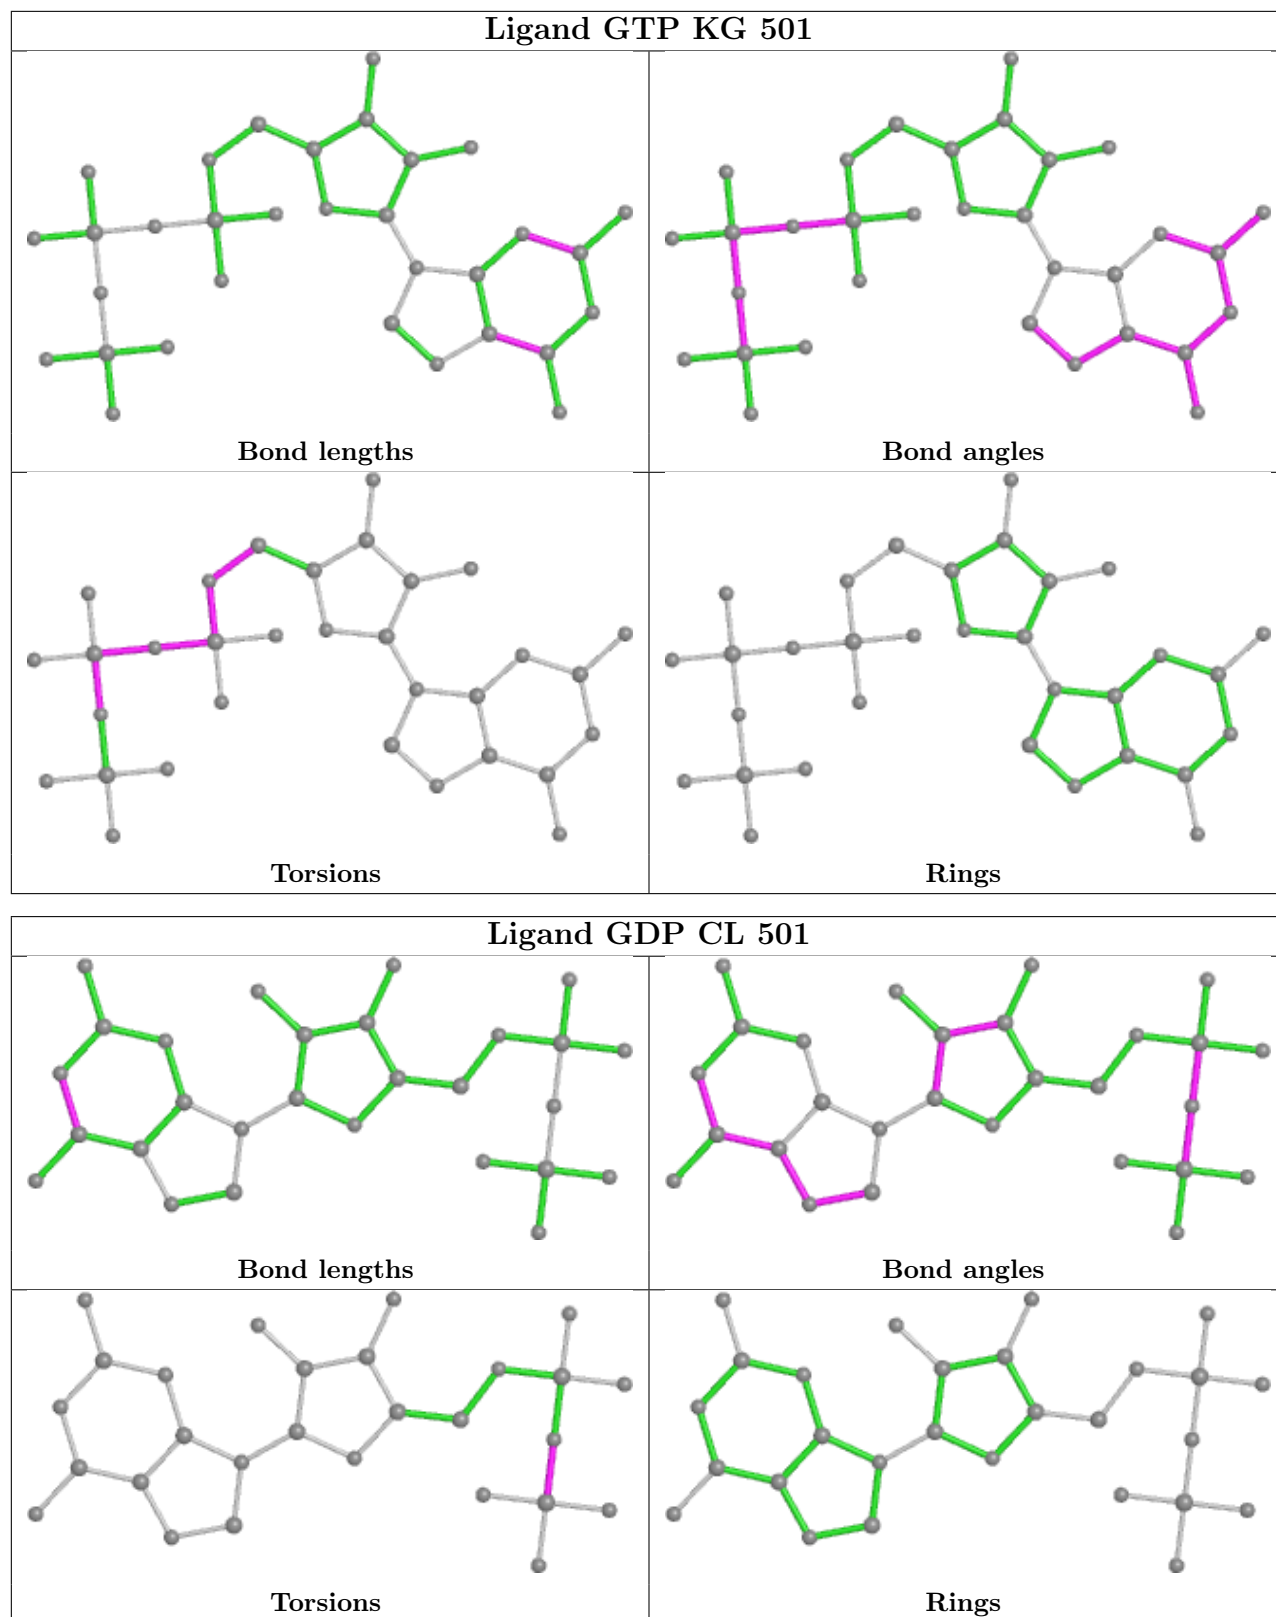 Ligand GTP KG 501
Bond lengths
Bond angles
Torsions
Rings
Ligand GDP CL 501
Bond lengths
Bond angles
Torsions
Rings